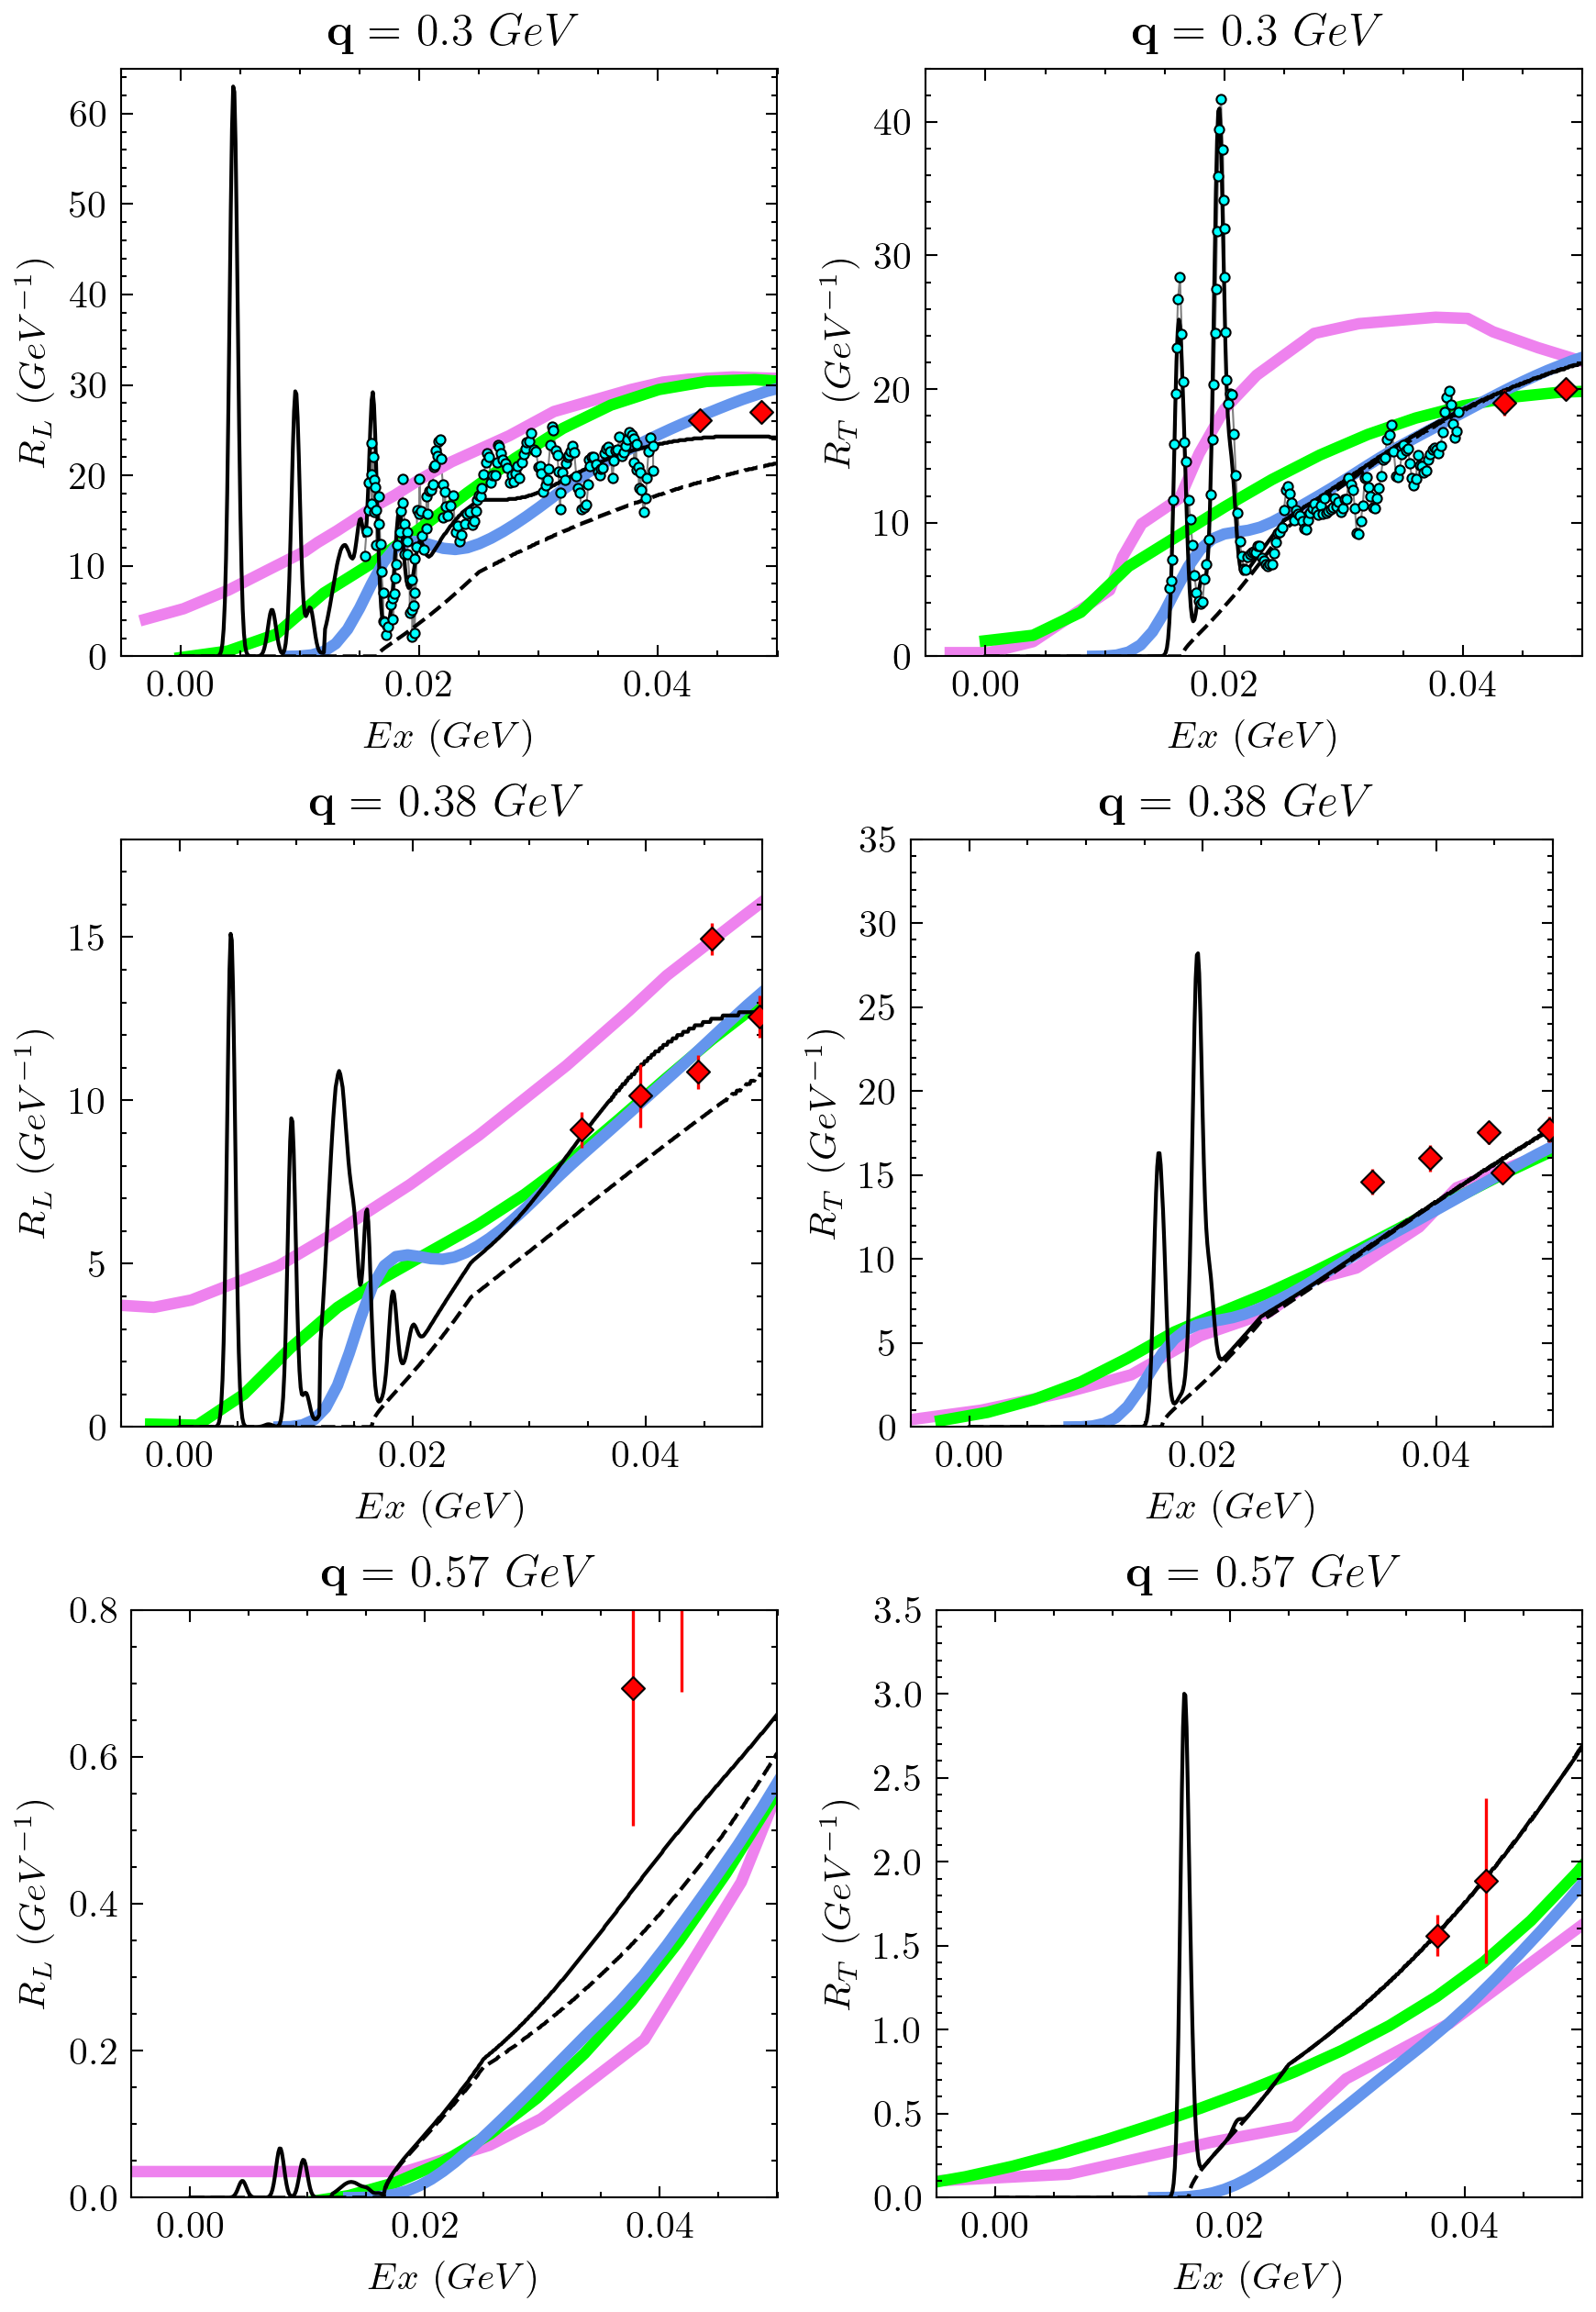 q = 0.3 GeV
q = 0.3 GeV
60
50
40
30
20
10
0
R_L (GeV^{-1})
0.00 0.02 0.04
Ex (GeV)
40
30
20
10
0
R_T (GeV^{-1})
0.00 0.02 0.04
Ex (GeV)
q = 0.38 GeV
q = 0.38 GeV
15
10
5
0
R_L (GeV^{-1})
0.00 0.02 0.04
Ex (GeV)
35
30
25
20
15
10
5
0
R_T (GeV^{-1})
0.00 0.02 0.04
Ex (GeV)
q = 0.57 GeV
q = 0.57 GeV
0.8
0.6
0.4
0.2
0.0
R_L (GeV^{-1})
0.00 0.02 0.04
Ex (GeV)
3.5
3.0
2.5
2.0
1.5
1.0
0.5
0.0
R_T (GeV^{-1})
0.00 0.02 0.04
Ex (GeV)